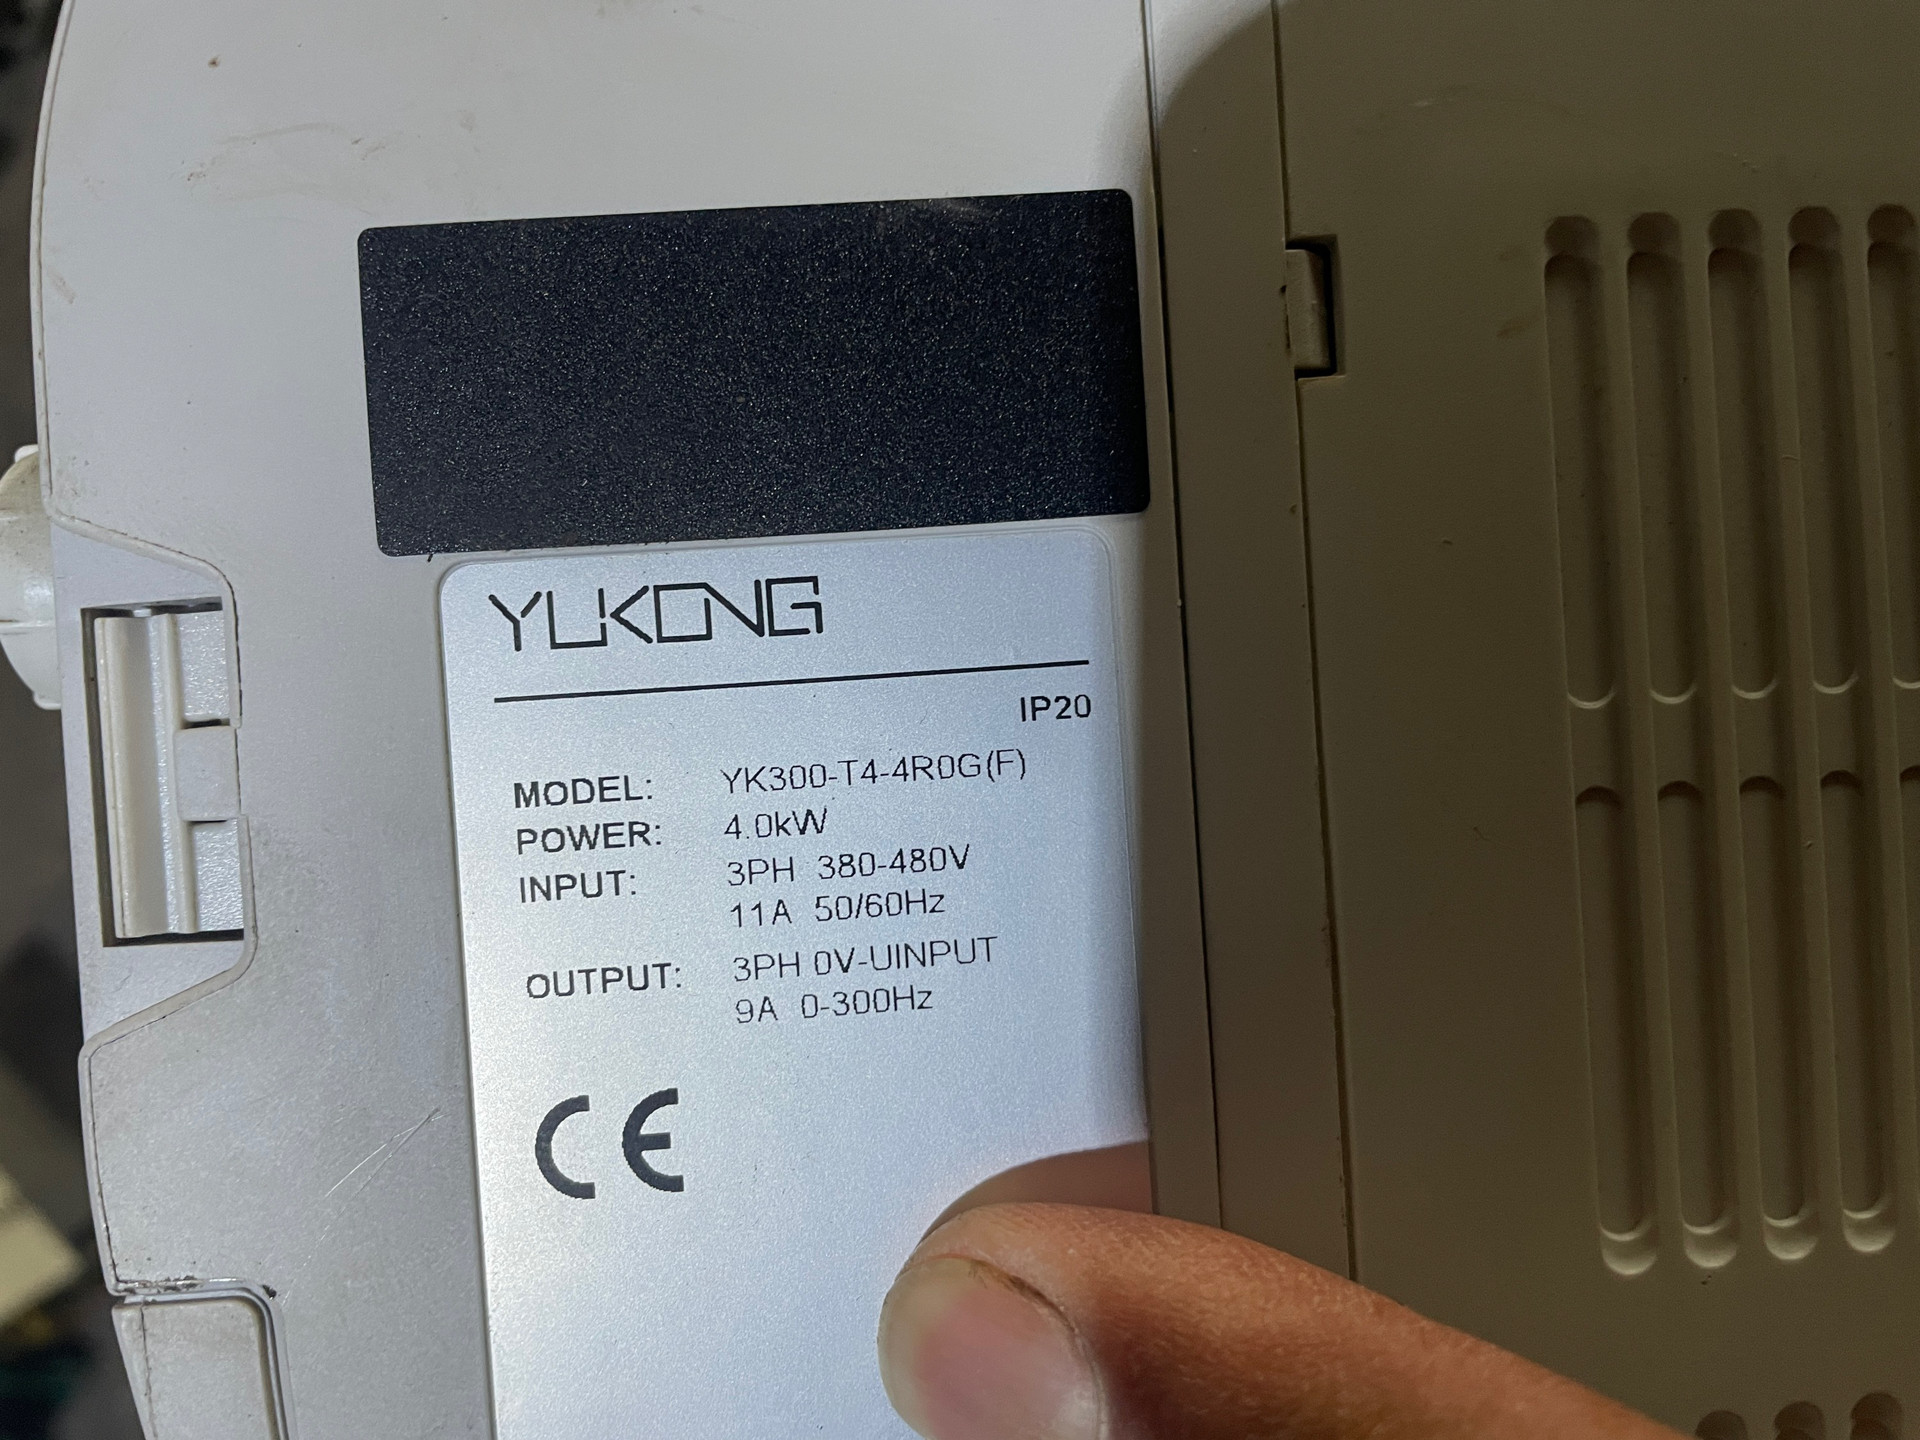 YUKONG
IP20
MODEL: YK300-T4-4R0G(F)
POWER: 4.0kW
INPUT: 3PH 380-480V
11A 50/60Hz
OUTPUT: 3PH 0V-UINPUT
9A 0-300Hz
CE